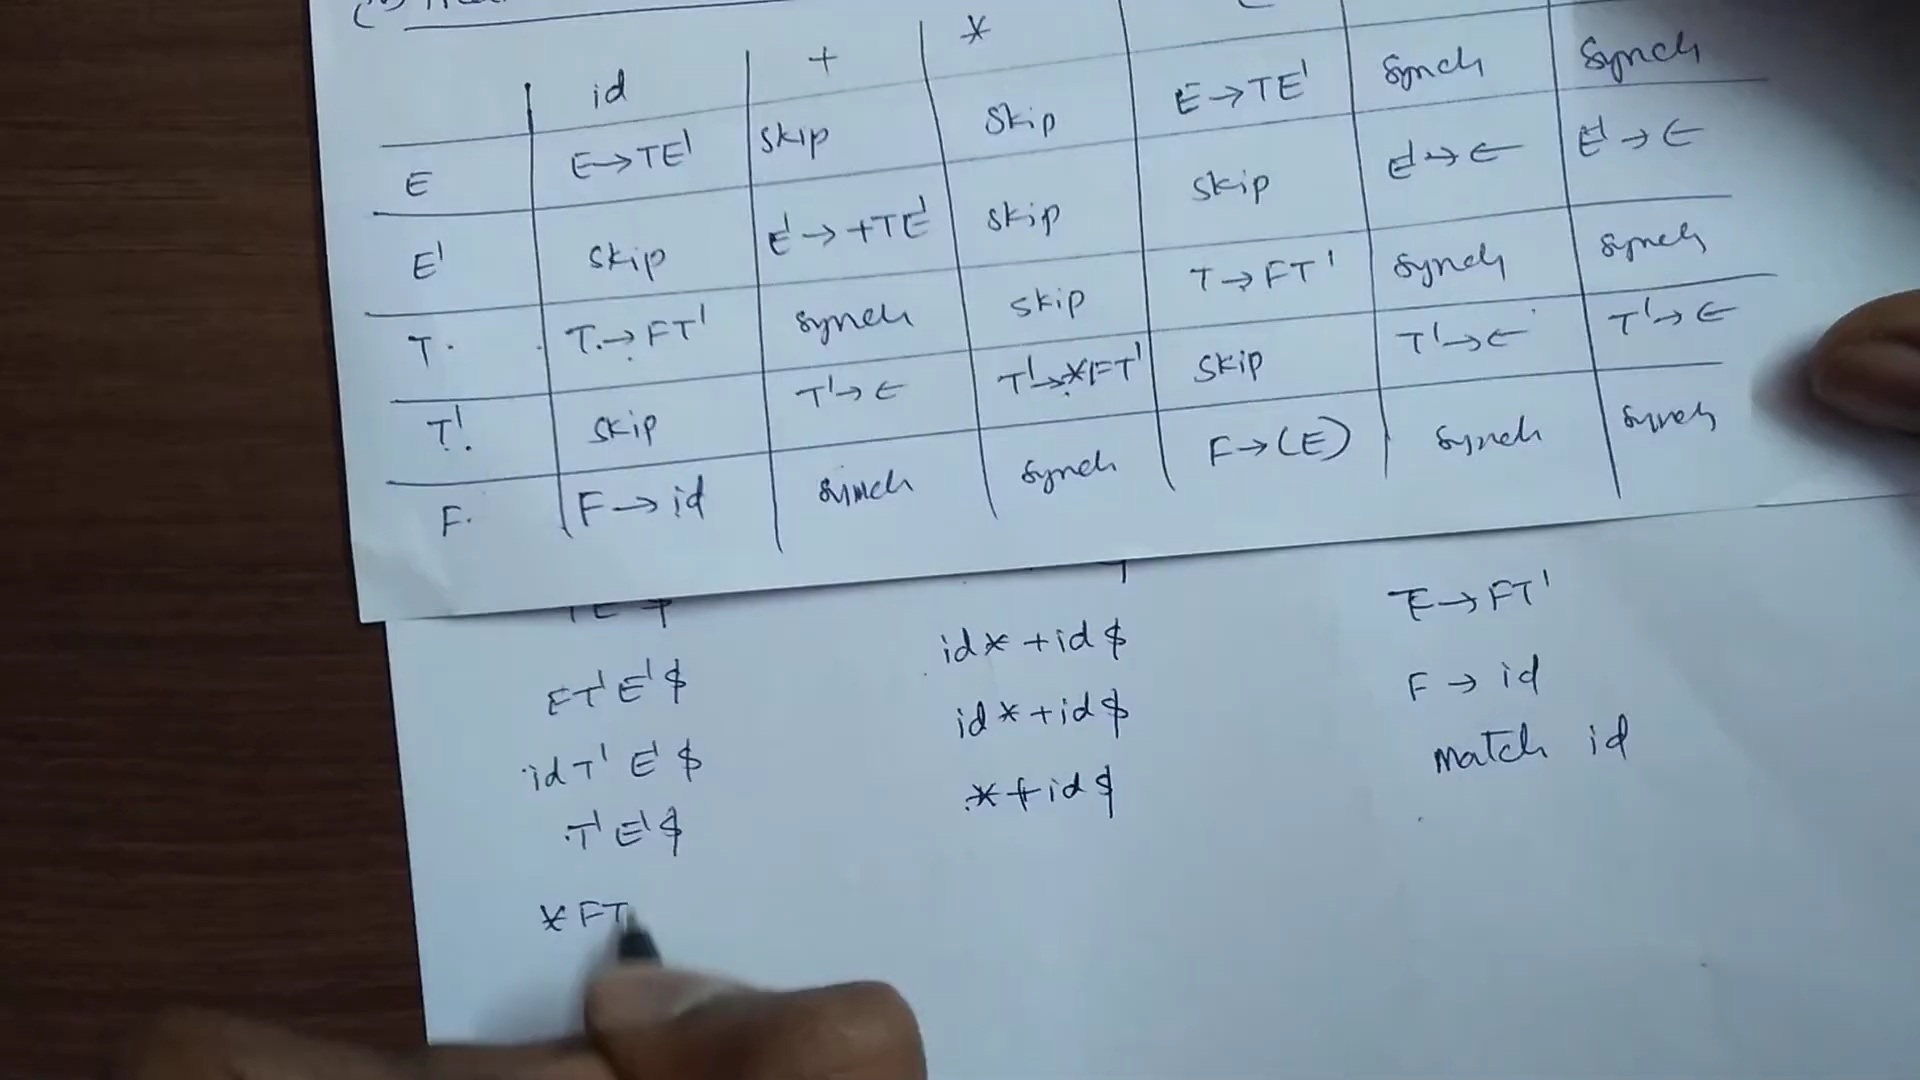 id + *
E E→TE' skip skip E→TE' synch synch
E' skip E'→+TE' skip skip E'→ϵ E'→ϵ
T T→FT' synch skip T→FT' synch synch
T' skip T'→ϵ T'→*FT' skip T'→ϵ T'→ϵ
F F→id synch synch F→(E) synch synch
FT'E'$ id*+id$ T→FT'
idT'E'$ id*+id$ F→id
T'E'$ *+id$ match id
*FT